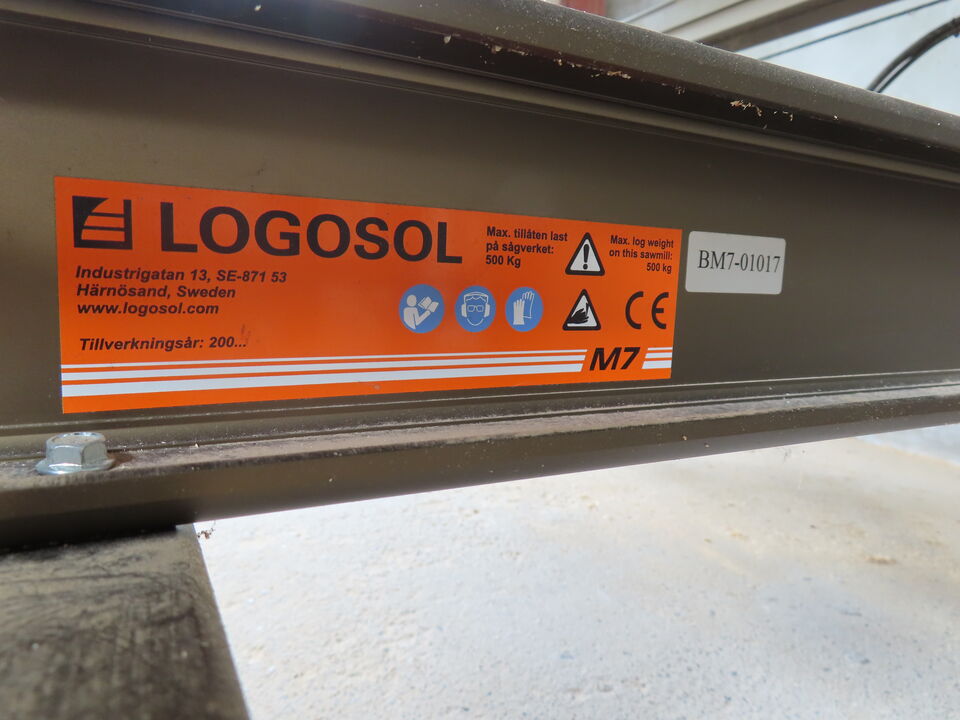 LOGOSOL
Industrigatan 13, SE-871 53
Härnösand, Sweden
www.logosol.com
Tillverkningsår: 200...
Max. tillåten last
på sågverket:
500 Kg
Max. log weight
on this sawmill:
500 kg
CE
M7
BM7-01017